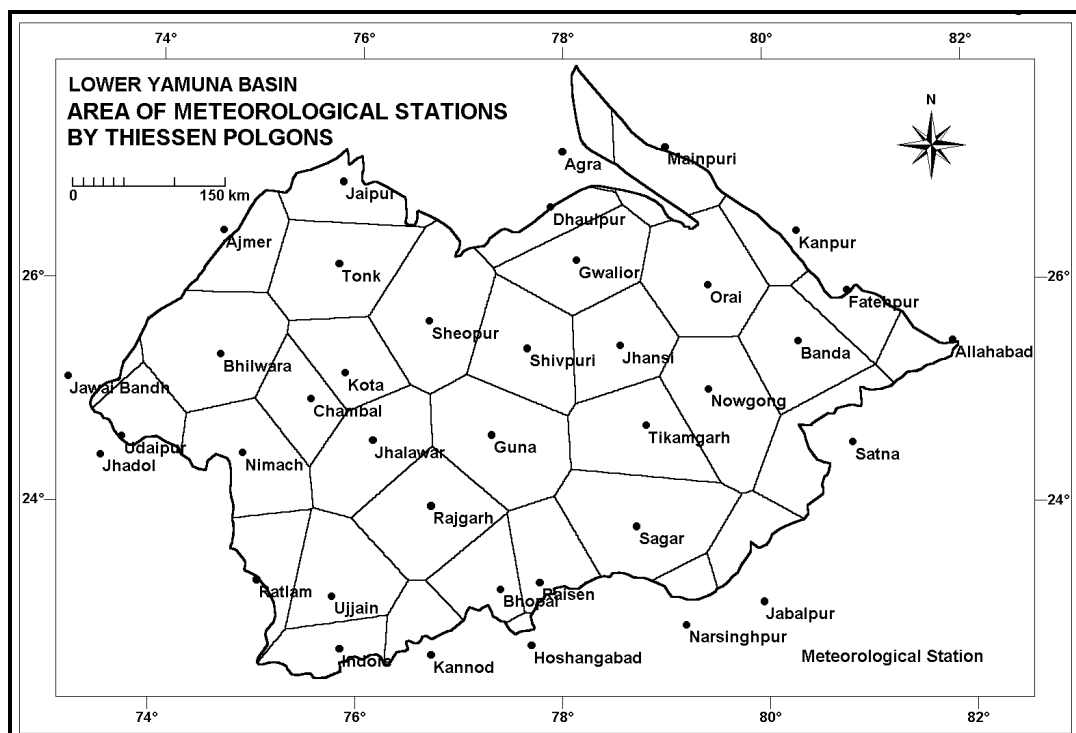 74° 76° 78° 80° 82°
LOWER YAMUNA BASIN
AREA OF METEOROLOGICAL STATIONS
BY THIESSEN POLGONS
0 150 km
N
Agra
Mainpuri
Jaipur
Dhaulpur
Ajmer
Kanpur
Tonk
Gwalior
26° 26°
Orai
Fatehpur
Sheopur
Bhilwara
Shivpuri
Jhansi
Banda
Allahabad
Jawai Bandh
Kota
Nowgong
Chambal
Udaipur
Tikamgarh
Jhadol
Nimach
Jhalawar
Guna
Satna
24° 24°
Rajgarh
Sagar
Ratlam
Ujjain
Bhopal
Raisen
Jabalpur
Narsinghpur
Indore
Kannod
Hoshangabad
Meteorological Station
74° 76° 78° 80° 82°